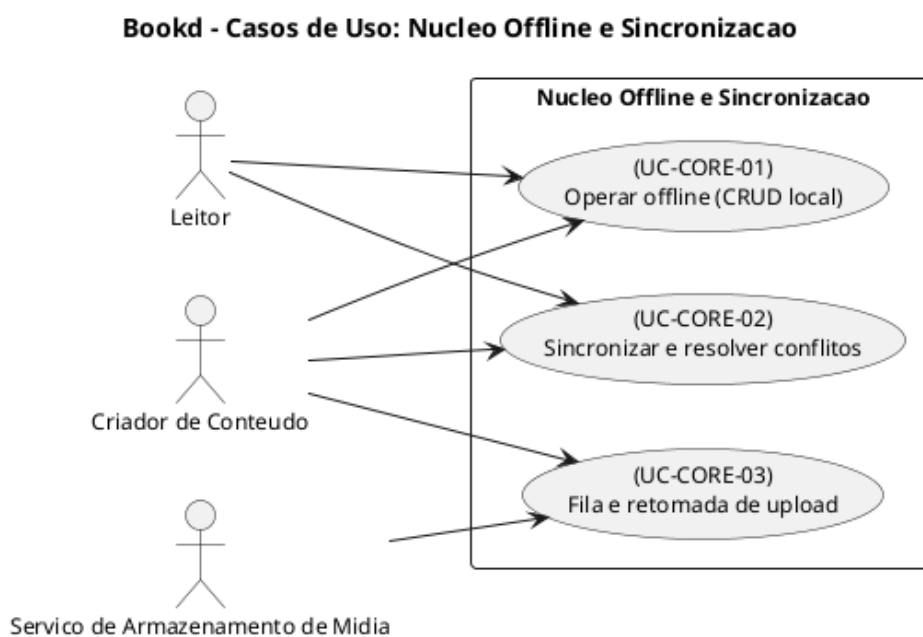 Bookd - Casos de Uso: Nucleo Offline e Sincronizacao
Nucleo Offline e Sincronizacao
(UC-CORE-01)
Operar offline (CRUD local)
Leitor
(UC-CORE-02)
Sincronizar e resolver conflitos
Criador de Conteudo
(UC-CORE-03)
Fila e retomada de upload
Servico de Armazenamento de Midia